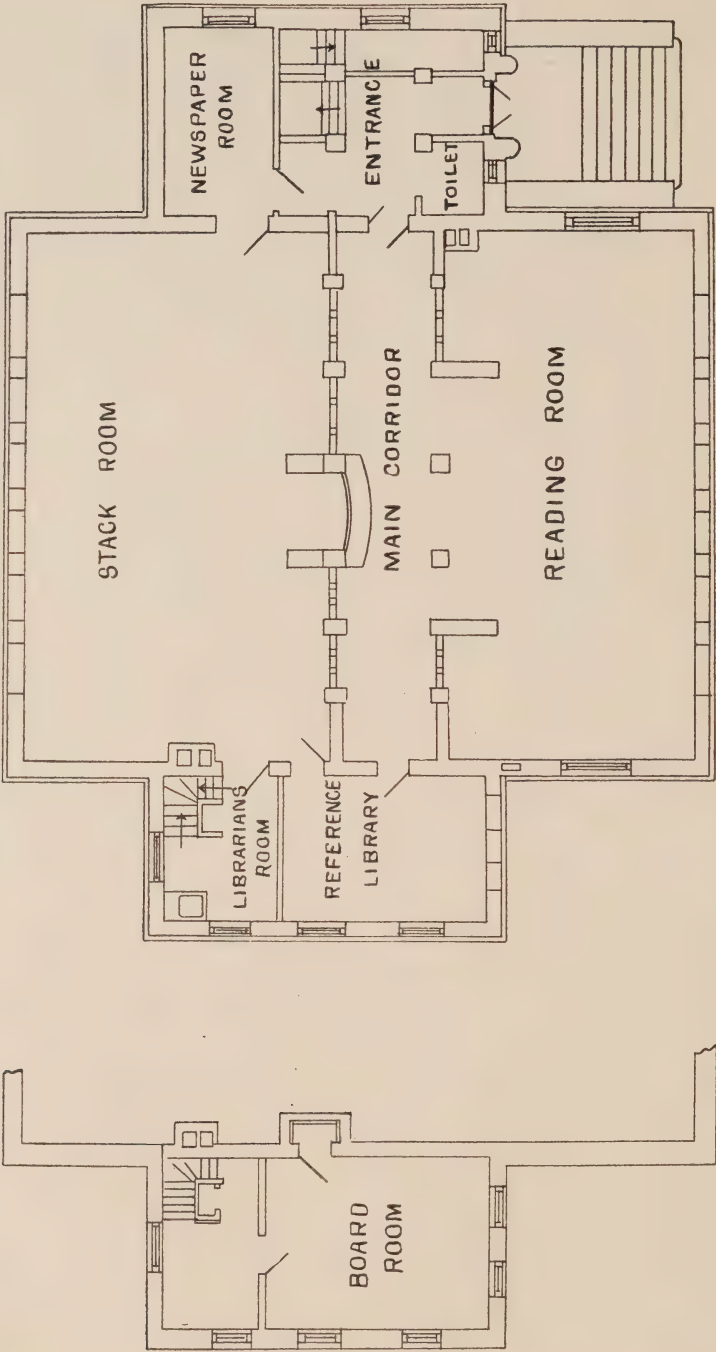 NEWSPAPER
ROOM
ENTRANCE
TOILET
STACK ROOM
MAIN CORRIDOR
READING ROOM
LIBRARIANS
ROOM
REFERENCE
LIBRARY
BOARD
ROOM